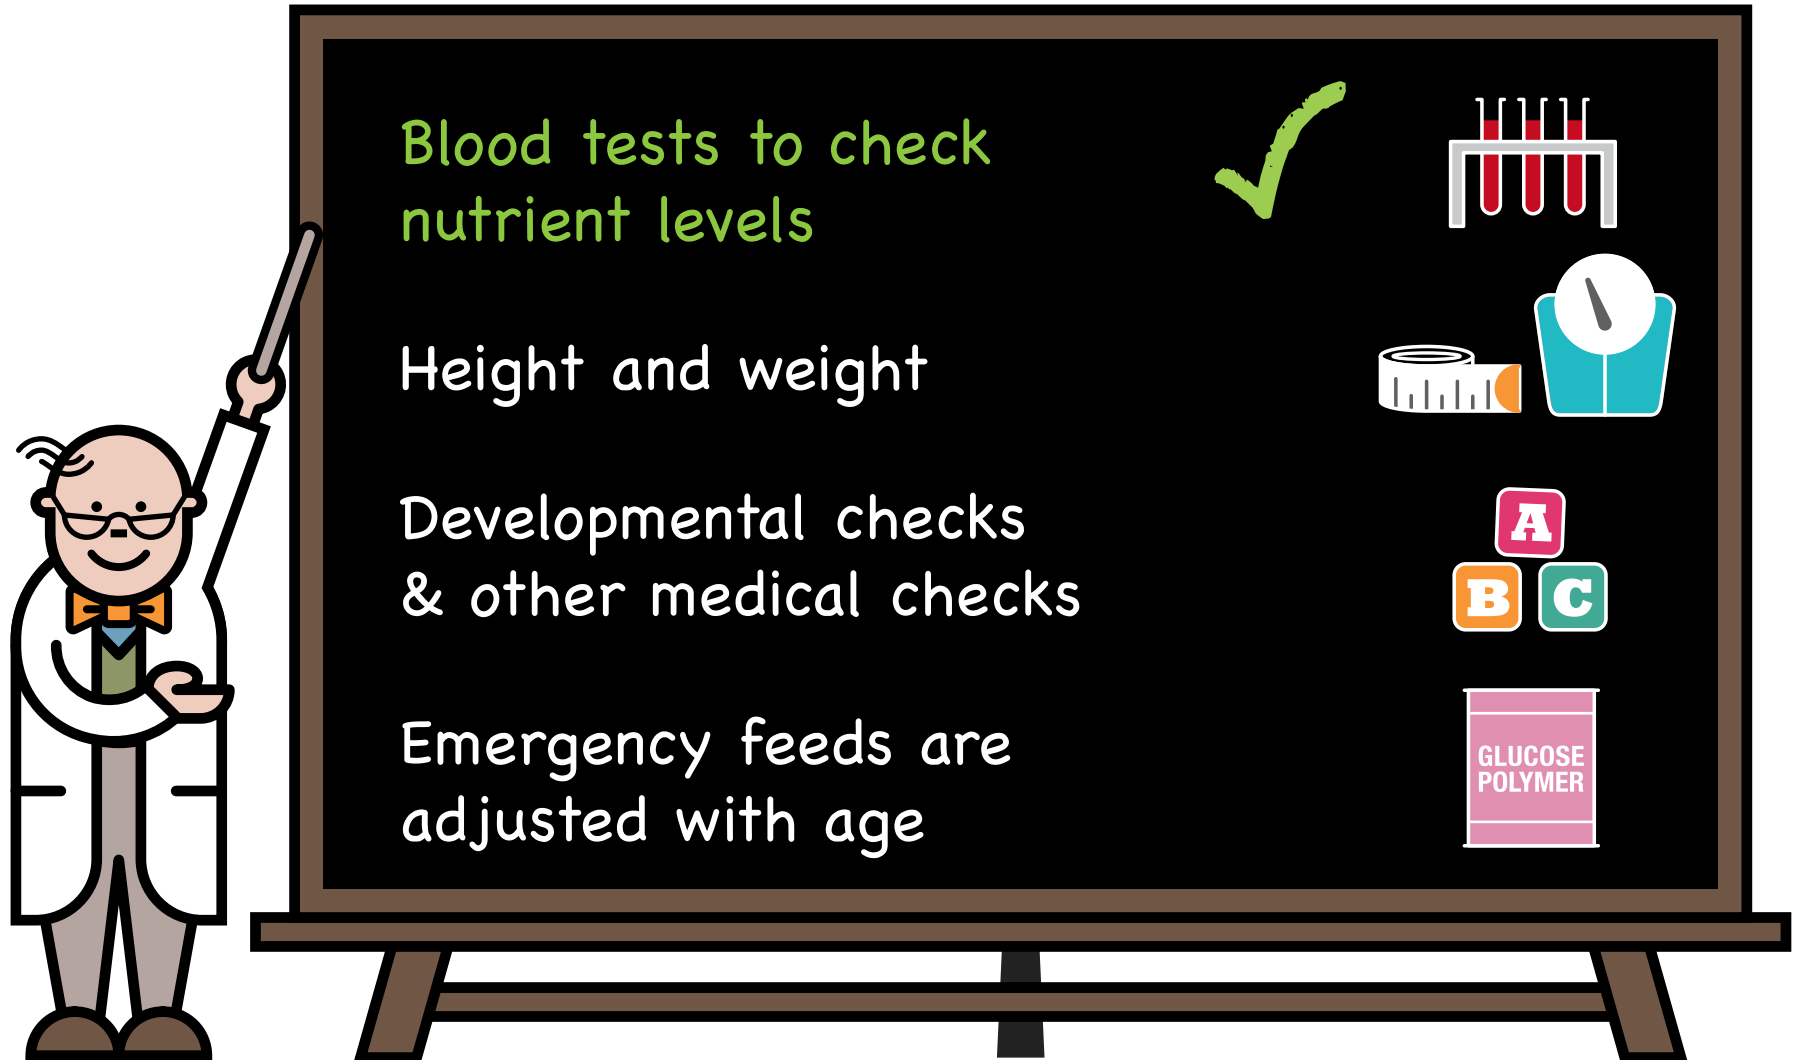 Blood tests to check
nutrient levels
Height and weight
Developmental checks
& other medical checks
A
B C
Emergency feeds are
adjusted with age
GLUCOSE
POLYMER